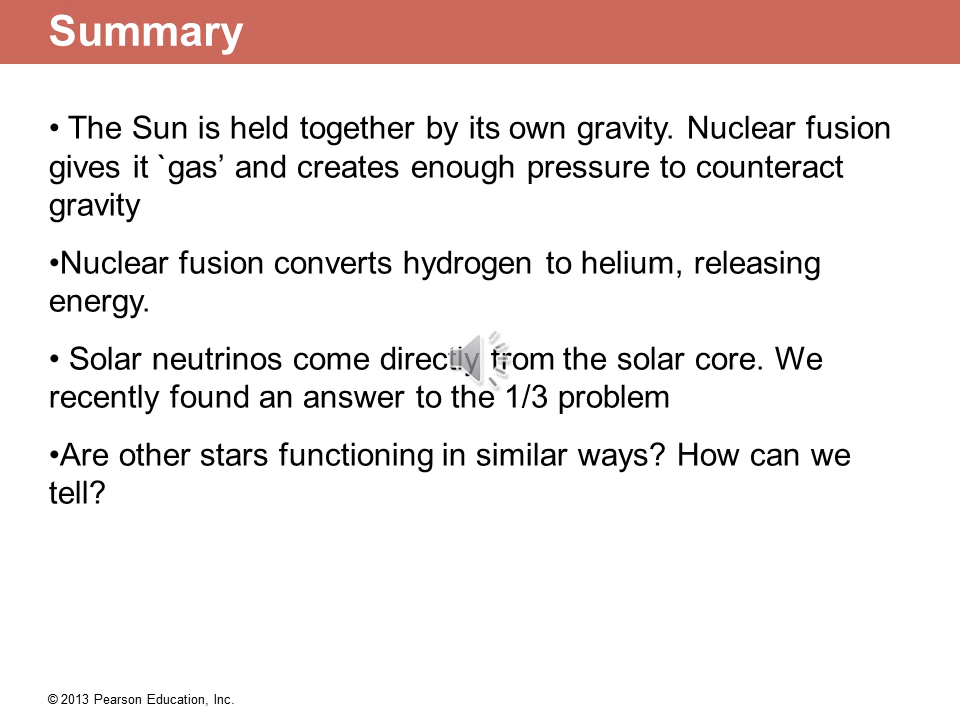 Summary
• The Sun is held together by its own gravity. Nuclear fusion
gives it `gas’ and creates enough pressure to counteract
gravity
•Nuclear fusion converts hydrogen to helium, releasing
energy.
• Solar neutrinos come directly from the solar core. We
recently found an answer to the 1/3 problem
•Are other stars functioning in similar ways? How can we
tell?
© 2013 Pearson Education, Inc.